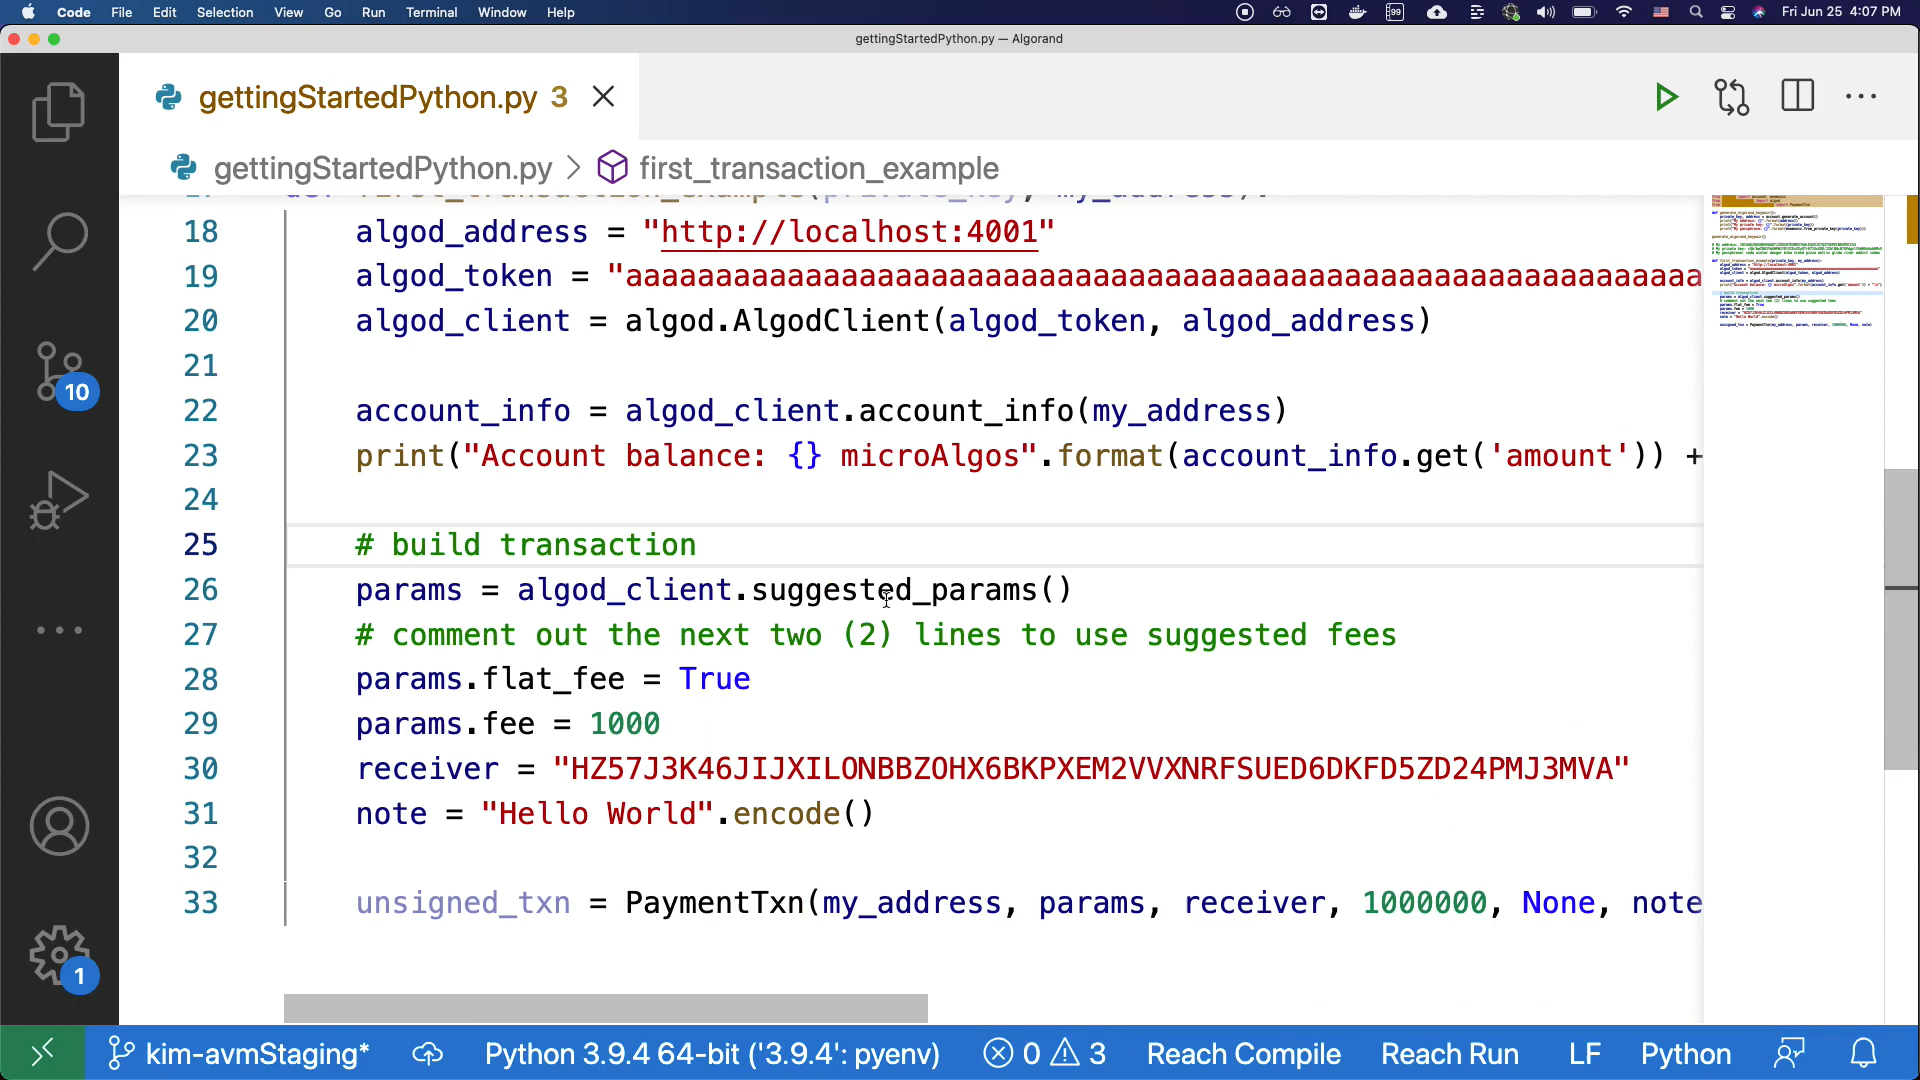 Code File Edit Selection View Go Run Terminal Window Help 99 Fri Jun 25 4:07 PM
gettingStartedPython.py — Algorand
gettingStartedPython.py 3
gettingStartedPython.py > first_transaction_example
18 algod_address = "http://localhost:4001"
19 algod_token = "aaaaaaaaaaaaaaaaaaaaaaaaaaaaaaaaaaaaaaaaaaaaaaaaaaaaaaaaaaaa
20 algod_client = algod.AlgodClient(algod_token, algod_address)
21
22 account_info = algod_client.account_info(my_address)
23 print("Account balance: {} microAlgos".format(account_info.get('amount')) +
24
25 # build transaction
26 params = algod_client.suggested_params()
27 # comment out the next two (2) lines to use suggested fees
28 params.flat_fee = True
29 params.fee = 1000
30 receiver = "HZ57J3K46JIJXILONBBZOHX6BKPXEM2VVXNRFSUED6DKFD5ZD24PMJ3MVA"
31 note = "Hello World".encode()
32
33 unsigned_txn = PaymentTxn(my_address, params, receiver, 1000000, None, note
10
1
kim-avmStaging* Python 3.9.4 64-bit ('3.9.4': pyenv) 0 3 Reach Compile Reach Run LF Python